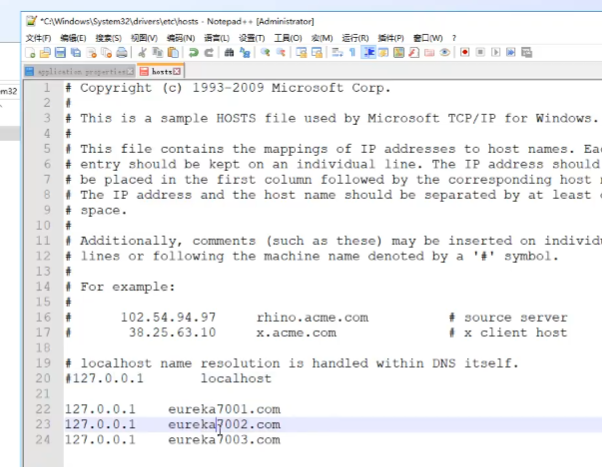 *C:\Windows\System32\drivers\etc\hosts - Notepad++ [Administrator]
文件(F) 编辑(E) 搜索(S) 视图(V) 编码(N) 语言(L) 设置(T) 工具(O) 宏(M) 运行(R) 插件(P) 窗口(W) ?
application.properties hosts
m32
1 # Copyright (c) 1993-2009 Microsoft Corp.
2 #
3 # This is a sample HOSTS file used by Microsoft TCP/IP for Windows.
4 #
5 # This file contains the mappings of IP addresses to host names. Eac
6 # entry should be kept on an individual line. The IP address should
7 # be placed in the first column followed by the corresponding host n
8 # The IP address and the host name should be separated by at least o
9 # space.
10 #
11 # Additionally, comments (such as these) may be inserted on individu
12 # lines or following the machine name denoted by a '#' symbol.
13 #
14 # For example:
15 #
16 # 102.54.94.97 rhino.acme.com # source server
17 # 38.25.63.10 x.acme.com # x client host
18
19 # localhost name resolution is handled within DNS itself.
20 #127.0.0.1 localhost
21
22 127.0.0.1 eureka7001.com
23 127.0.0.1 eureka7002.com
24 127.0.0.1 eureka7003.com